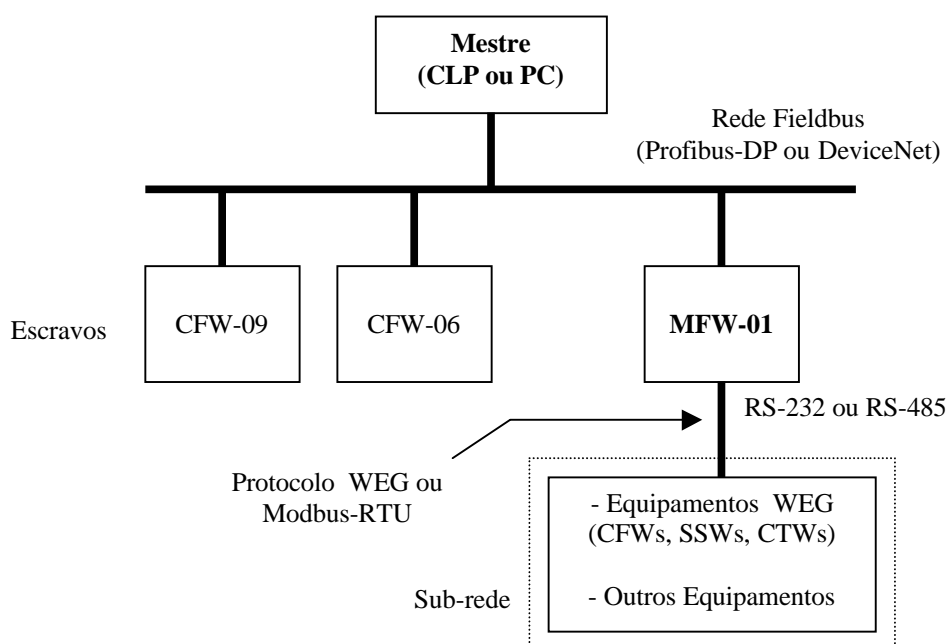 Mestre
(CLP ou PC)
Rede Fieldbus
(Profibus-DP ou DeviceNet)
Escravos
CFW-09
CFW-06
MFW-01
RS-232 ou RS-485
Protocolo WEG ou
Modbus-RTU
- Equipamentos WEG
(CFWs, SSWs, CTWs)
- Outros Equipamentos
Sub-rede